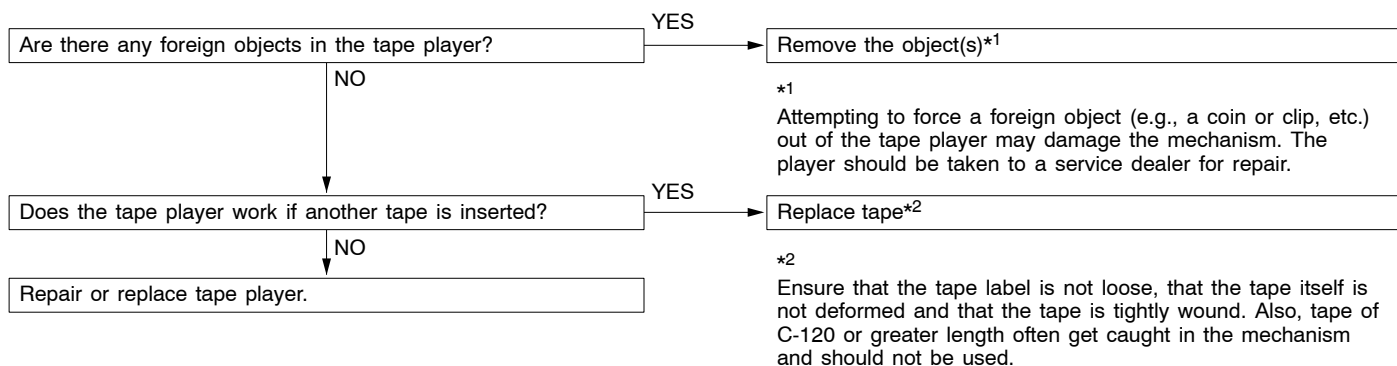 Are there any foreign objects in the tape player?
YES
Remove the object(s)*1
NO
*1
Attempting to force a foreign object (e.g., a coin or clip, etc.)
out of the tape player may damage the mechanism. The
player should be taken to a service dealer for repair.
Does the tape player work if another tape is inserted?
YES
Replace tape*2
NO
Repair or replace tape player.
*2
Ensure that the tape label is not loose, that the tape itself is
not deformed and that the tape is tightly wound. Also, tape of
C-120 or greater length often get caught in the mechanism
and should not be used.